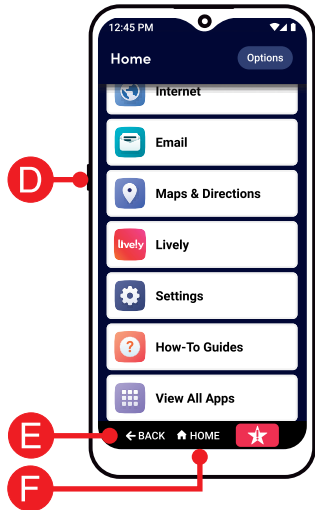 12:45 PM
Home
Options
Internet
Email
Maps & Directions
lively
Lively
Settings
?
How-To Guides
View All Apps
BACK
HOME
D
E
F